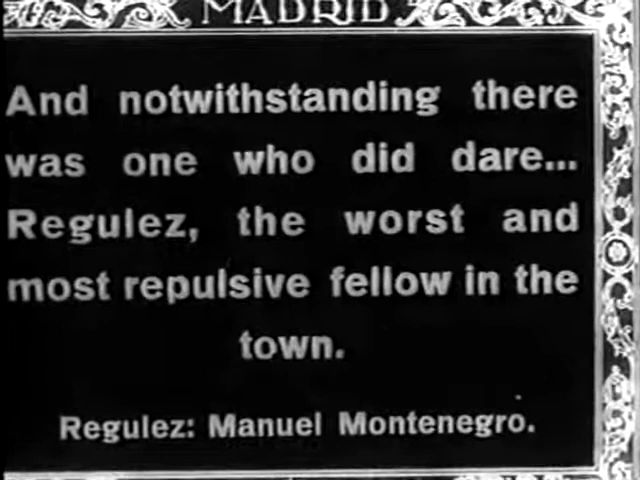 MADRID
And notwithstanding there
was one who did dare...
Regulez, the worst and
most repulsive fellow in the
town.
Regulez: Manuel Montenegro.